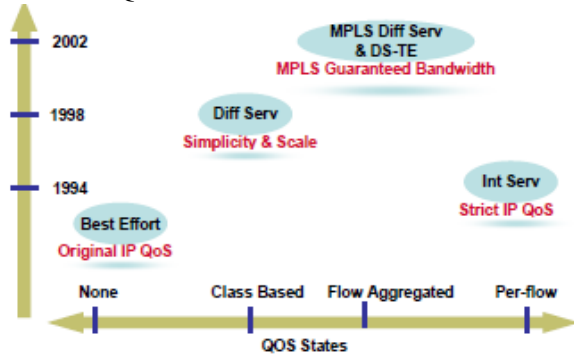 2002
MPLS Diff Serv
& DS-TE
MPLS Guaranteed Bandwidth
1998
Diff Serv
Simplicity & Scale
1994
Int Serv
Strict IP QoS
Best Effort
Original IP QoS
None
Class Based
Flow Aggregated
Per-flow
QOS States